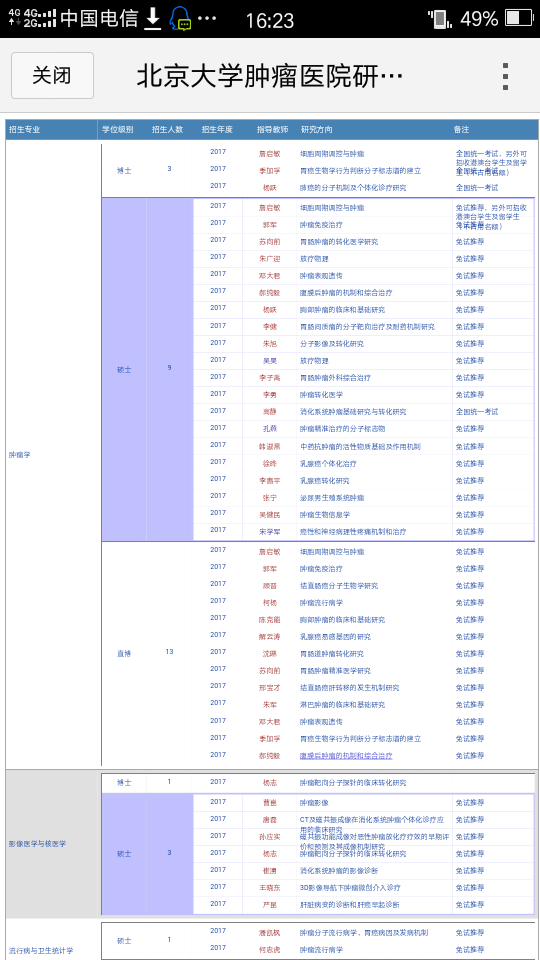 4G 4G 2G 中国电信 16:23 49%
关闭 北京大学肿瘤医院研…
招生专业 学位级别 招生人数 招生年度 指导教师 研究方向 备注
肿瘤学
博士 3
2017 詹启敏 细胞周期调控与肿瘤 全国统一考试，另外可招收港澳台学生及留学生（不占用名额）
2017 季加孚 胃癌生物学行为判断分子标志谱的建立 全国统一考试
2017 杨跃 肺癌的分子机制及个体化诊疗研究 全国统一考试
硕士 9
2017 詹启敏 细胞周期调控与肿瘤 免试推荐，另外可招收港澳台学生及留学生（不占用名额）
2017 郭军 肿瘤免疫治疗 免试推荐
2017 苏向前 胃肠肿瘤的转化医学研究 免试推荐
2017 朱广迎 放疗物理 免试推荐
2017 邓大君 肿瘤表观遗传 免试推荐
2017 郝纯毅 腹膜后肿瘤的机制和综合治疗 免试推荐
2017 杨跃 胸部肿瘤的临床和基础研究 免试推荐
2017 李健 胃肠间质瘤的分子靶向治疗及耐药机制研究 免试推荐
2017 朱旭 分子影像及转化研究 免试推荐
2017 吴昊 放疗物理 免试推荐
2017 李子禹 胃肠肿瘤外科综合治疗 免试推荐
2017 李勇 肿瘤转化医学 免试推荐
2017 高静 消化系统肿瘤基础研究与转化研究 全国统一考试
2017 孔燕 肿瘤精准治疗的分子标志物 免试推荐
2017 韩淑燕 中药抗肿瘤的活性物质基础及作用机制 免试推荐
2017 徐晔 乳腺癌个体化治疗 免试推荐
2017 李惠平 乳腺癌转化研究 免试推荐
2017 张宁 泌尿男生殖系统肿瘤 免试推荐
2017 吴健民 肿瘤生物信息学 免试推荐
2017 宋学军 癌性和神经病理性疼痛机制和治疗 免试推荐
直博 13
2017 詹启敏 细胞周期调控与肿瘤 免试推荐
2017 郭军 肿瘤免疫治疗 免试推荐
2017 顾晋 结直肠癌分子生物学研究 免试推荐
2017 柯杨 肿瘤流行病学 免试推荐
2017 陈克能 胸部肿瘤的临床和基础研究 免试推荐
2017 解云涛 乳腺癌易感基因的研究 免试推荐
2017 沈琳 胃肠道肿瘤转化研究 免试推荐
2017 苏向前 胃肠肿瘤精准医学研究 免试推荐
2017 邢宝才 结直肠癌肝转移的发生机制研究 免试推荐
2017 朱军 淋巴肿瘤的临床和基础研究 免试推荐
2017 邓大君 肿瘤表观遗传 免试推荐
2017 季加孚 胃癌生物学行为判断分子标志谱的建立 免试推荐
2017 郝纯毅 腹膜后肿瘤的机制和综合治疗 免试推荐
影像医学与核医学
博士 1
2017 杨志 肿瘤靶向分子探针的临床转化研究 免试推荐
硕士 3
2017 曹崑 肿瘤影像 免试推荐
2017 唐磊 CT及磁共振成像在消化系统肿瘤个体化诊疗应用的临床研究 免试推荐
2017 孙应实 磁共振功能成像对恶性肿瘤放化疗疗效的早期评价和预测及其成像机制研究 免试推荐
2017 杨志 肿瘤靶向分子探针的临床转化研究 免试推荐
2017 崔湧 消化系统肿瘤的影像诊断 免试推荐
2017 王晓东 3D影像导航下肿瘤微创介入诊疗 免试推荐
2017 严昆 肝脏病变的诊断和肝癌早起诊断 免试推荐
流行病与卫生统计学
硕士 1
2017 潘凯枫 肿瘤分子流行病学、胃癌病因及发病机制 免试推荐
2017 何忠虎 肿瘤流行病学 免试推荐